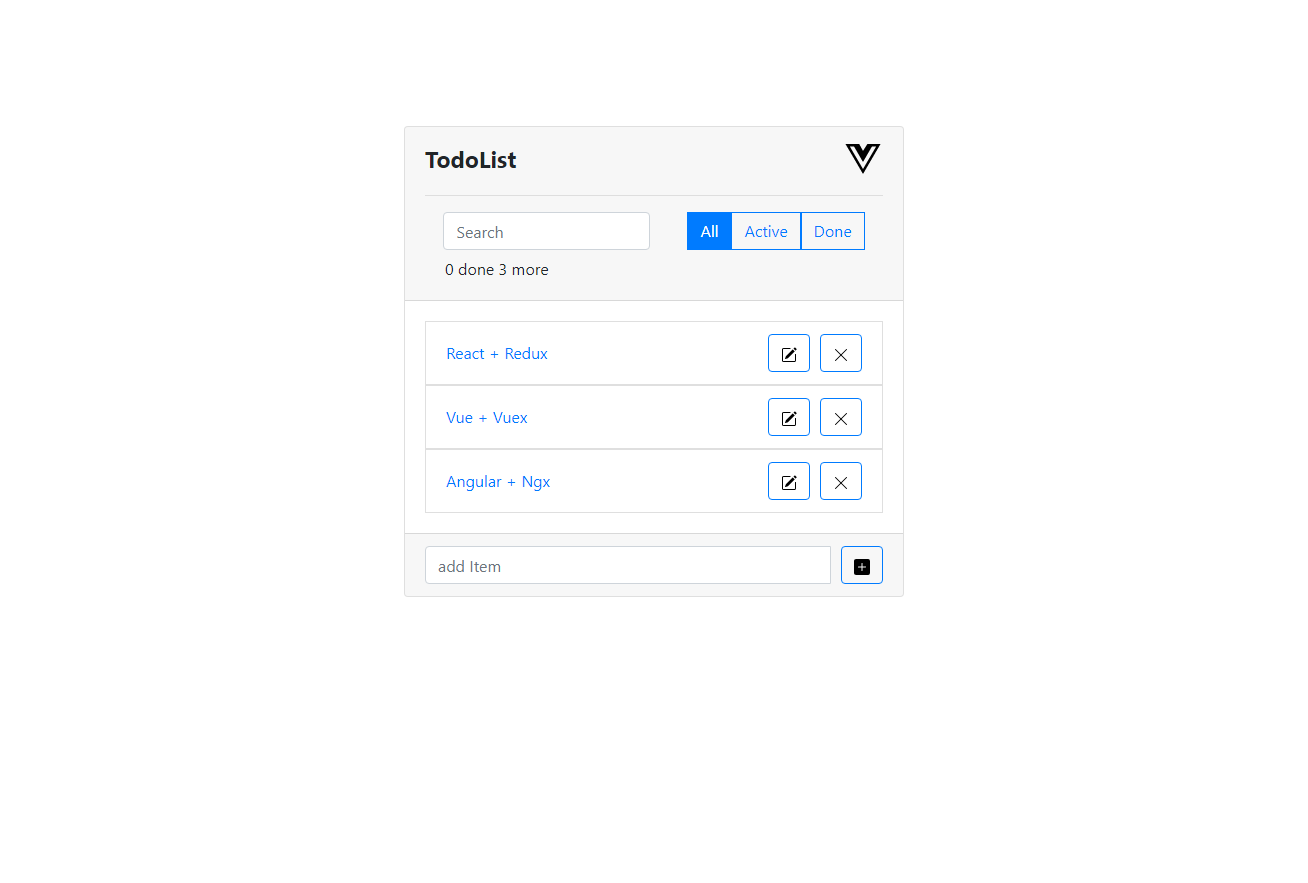 TodoList
Search
All Active Done
0 done 3 more
React + Redux
Vue + Vuex
Angular + Ngx
add Item